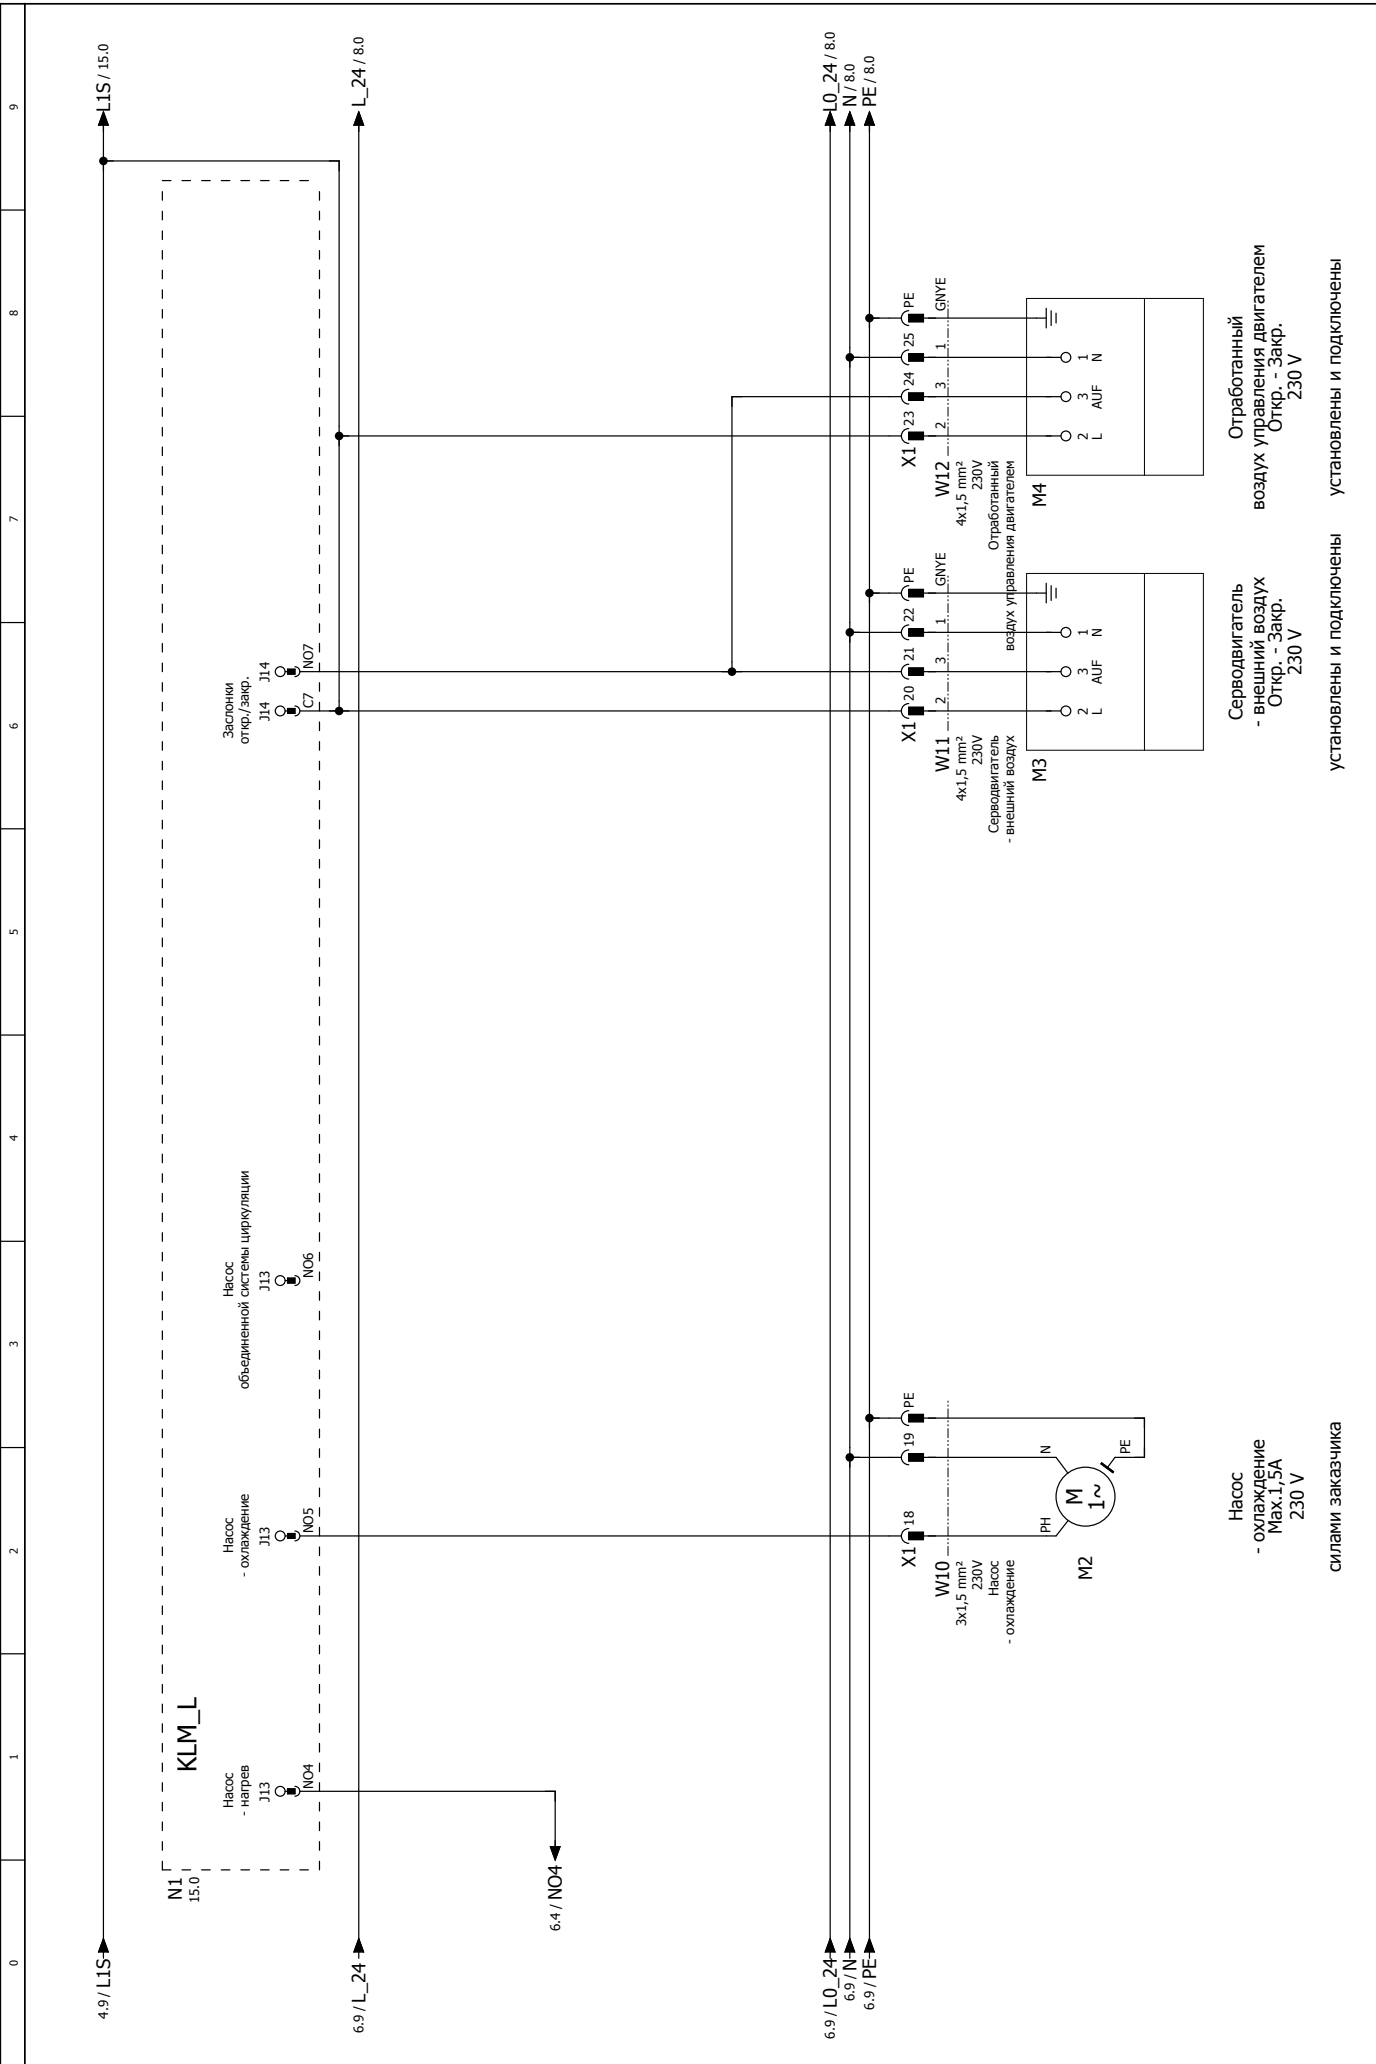 0
1
2
3
4
5
6
7
8
9
4.9 / L1S
L1S / 15.0
N1
15.0
KLM_L
Насос
- нагрев
J13
NO4
Насос
- охлаждение
J13
NO5
Насос
объединенной системы циркуляции
J13
NO6
Заслонки
откр./закр.
J14
C7
J14
NO7
6.9 / L_24
L_24 / 8.0
6.4 / NO4
6.9 / L0_24
L0_24 / 8.0
6.9 / N
N / 8.0
6.9 / PE
PE / 8.0
X1
18
19
PE
W10
3x1,5 mm²
230V
Насос
- охлаждение
PH
N
PE
M
1~
M2
Насос
- охлаждение
Max.1,5A
230 V
силами заказчика
X1
20
21
22
PE
W11
2
3
1
GNYE
4x1,5 mm²
230V
Серводвигатель
- внешний воздух
M3
2
3
1
L
AUF
N
Серводвигатель
- внешний воздух
Откр. - Закр.
230 V
установлены и подключены
X1
23
24
25
PE
W12
2
3
1
GNYE
4x1,5 mm²
230V
Отработанный
воздух управления двигателем
M4
2
3
1
L
AUF
N
Отработанный
воздух управления двигателем
Откр. - Закр.
230 V
установлены и подключены